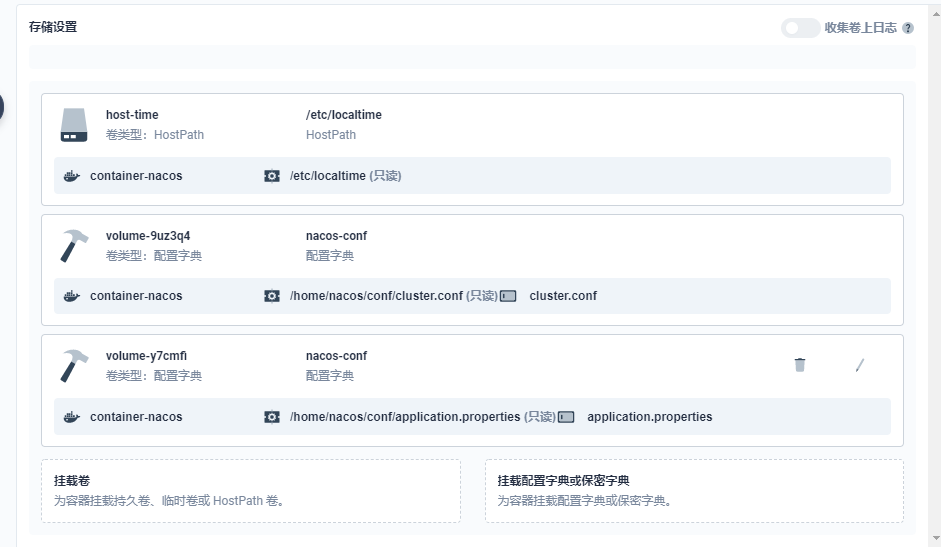 存储设置
收集卷上日志 ?
host-time /etc/localtime
卷类型：HostPath HostPath
container-nacos /etc/localtime (只读)
volume-9uz3q4 nacos-conf
卷类型：配置字典 配置字典
container-nacos /home/nacos/conf/cluster.conf (只读) cluster.conf
volume-y7cmfi nacos-conf
卷类型：配置字典 配置字典
container-nacos /home/nacos/conf/application.properties (只读) application.properties
挂载卷
为容器挂载持久卷、临时卷或 HostPath 卷。
挂载配置字典或保密字典
为容器挂载配置字典或保密字典。